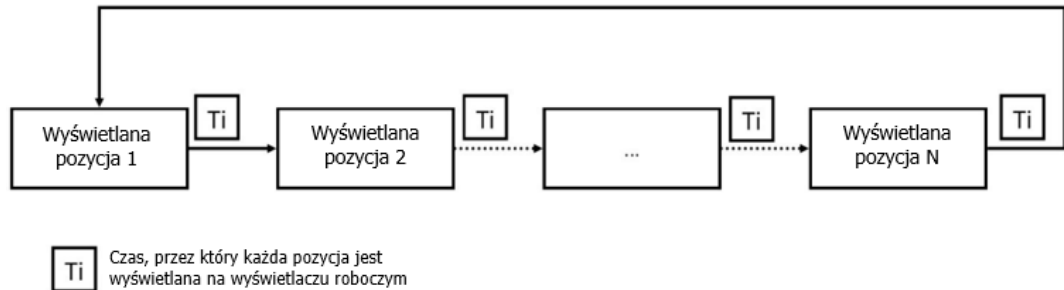 Wyświetlana
pozycja 1
Ti
Wyświetlana
pozycja 2
Ti
...
Ti
Wyświetlana
pozycja N
Ti
Ti
Czas, przez który każda pozycja jest
wyświetlana na wyświetlaczu roboczym